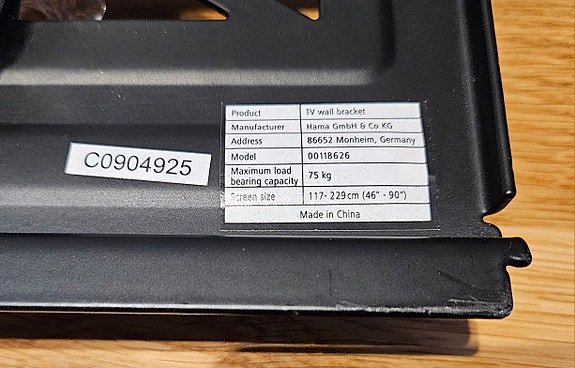 Product TV wall bracket
Manufacturer Hama GmbH & Co KG
Address 86652 Monheim, Germany
Model 00118626
Maximum load
bearing capacity 75 kg
Screen size 117- 229cm (46" - 90")
Made in China
C0904925